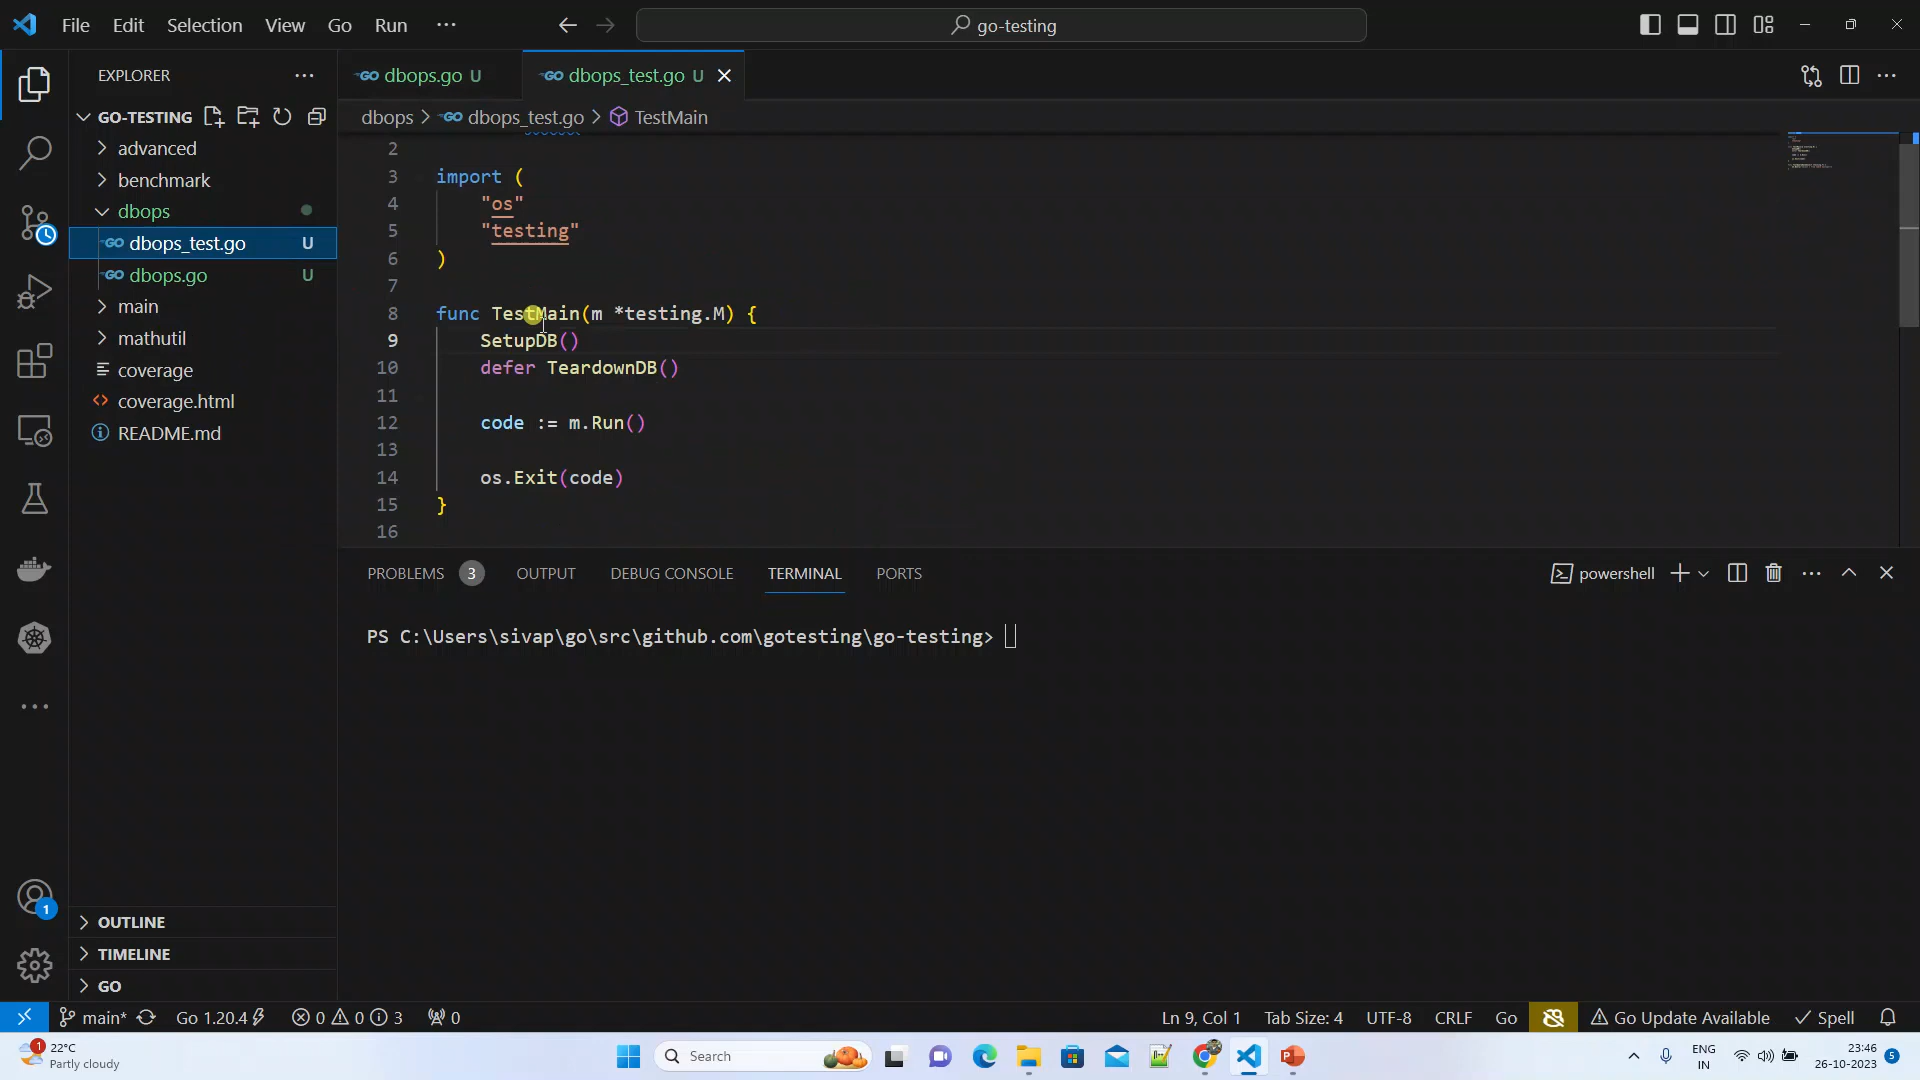 File Edit Selection View Go Run ··· go-testing
EXPLORER ···
GO-TESTING
advanced
benchmark
dbops
dbops_test.go U
dbops.go U
main
mathutil
coverage
coverage.html
README.md
OUTLINE
TIMELINE
GO
dbops.go U dbops_test.go U
dbops > dbops_test.go > TestMain
2
3 import (
4 "os"
5 "testing"
6 )
7
8 func TestMain(m *testing.M) {
9 SetupDB()
10 defer TeardownDB()
11
12 code := m.Run()
13
14 os.Exit(code)
15 }
16
PROBLEMS 3 OUTPUT DEBUG CONSOLE TERMINAL PORTS powershell
PS C:\Users\sivap\go\src\github.com\gotesting\go-testing>
1
main* Go 1.20.4 0 0 3 0 Ln 9, Col 1 Tab Size: 4 UTF-8 CRLF Go Go Update Available Spell
1 22°C
Partly cloudy
Search
ENG
IN
23:46
26-10-2023 5